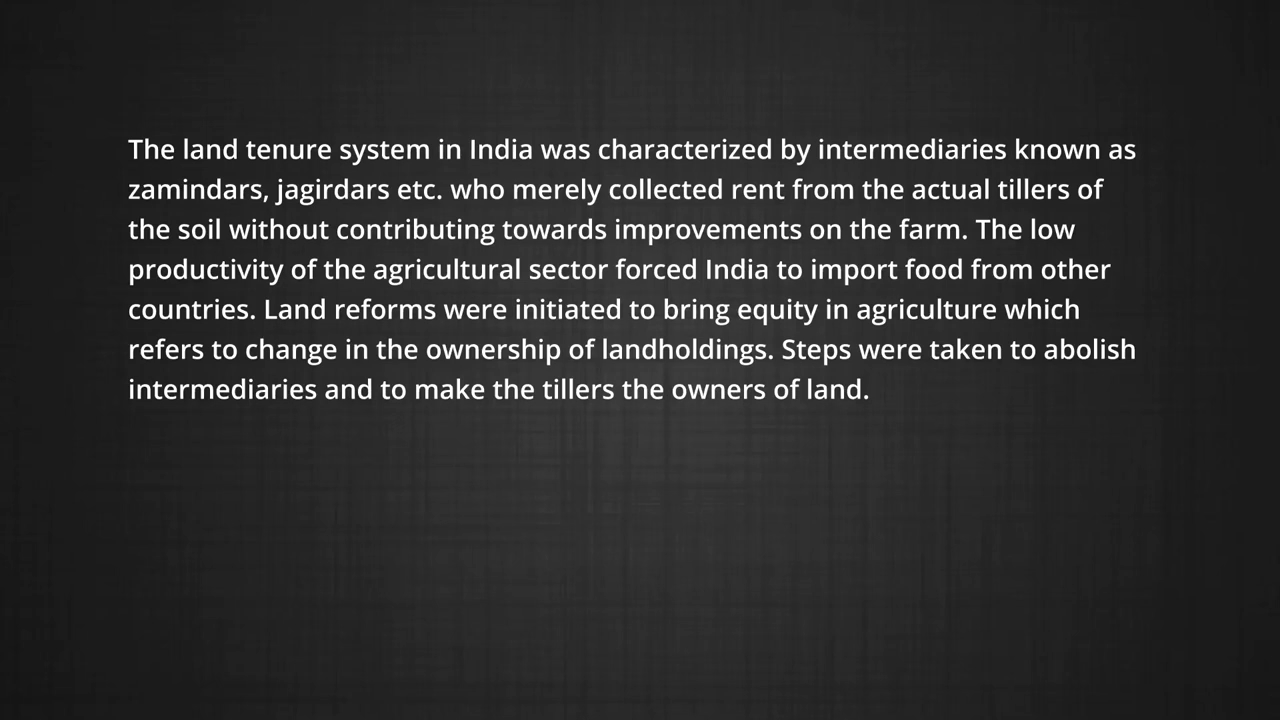 The land tenure system in India was characterized by intermediaries known as
zamindars, jagirdars etc. who merely collected rent from the actual tillers of
the soil without contributing towards improvements on the farm. The low
productivity of the agricultural sector forced India to import food from other
countries. Land reforms were initiated to bring equity in agriculture which
refers to change in the ownership of landholdings. Steps were taken to abolish
intermediaries and to make the tillers the owners of land.